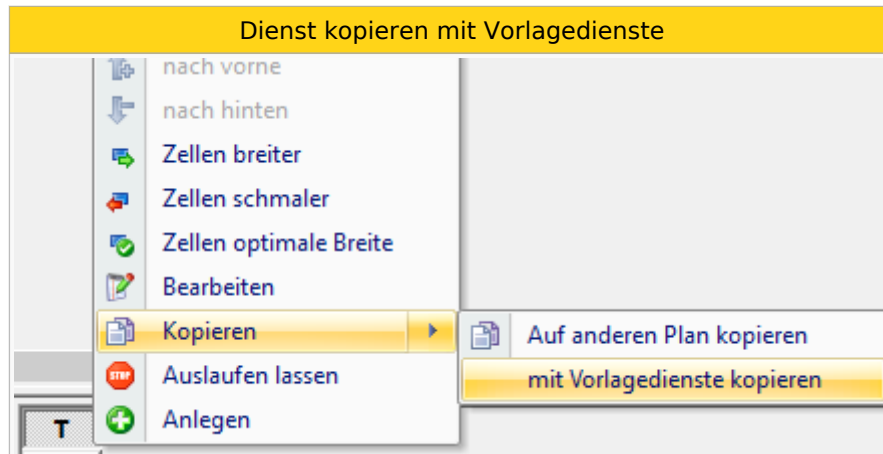 Dienst kopieren mit Vorlagedienste
nach vorne
nach hinten
Zellen breiter
Zellen schmaler
Zellen optimale Breite
Bearbeiten
Kopieren
Auf anderen Plan kopieren
STOP Auslaufen lassen
mit Vorlagedienste kopieren
T
Anlegen